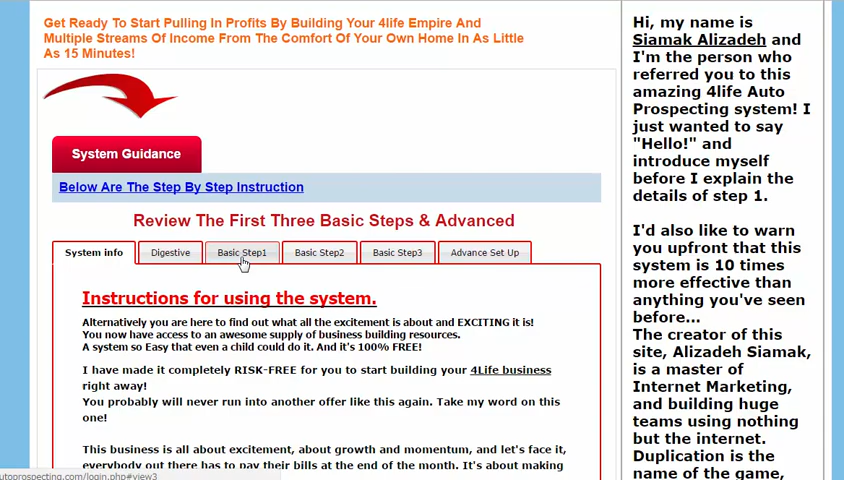 Get Ready To Start Pulling In Profits By Building Your 4life Empire And
Multiple Streams Of Income From The Comfort Of Your Own Home In As Little
As 15 Minutes!
System Guidance
Below Are The Step By Step Instruction
Review The First Three Basic Steps & Advanced
System info
Digestive
Basic Step1
Basic Step2
Basic Step3
Advance Set Up
Instructions for using the system.
Alternatively you are here to find out what all the excitement is about and EXCITING it is!
You now have access to an awesome supply of business building resources.
A system so Easy that even a child could do it. And it's 100% FREE!
I have made it completely RISK-FREE for you to start building your 4Life business
right away!
You probably will never run into another offer like this again. Take my word on this
one!
This business is all about excitement, about growth and momentum, and let's face it,
everybody out there has to pay their bills at the end of the month. It's about making
utoprospecting.com/login.php#view3
Hi, my name is
Siamak Alizadeh and
I'm the person who
referred you to this
amazing 4life Auto
Prospecting system! I
just wanted to say
"Hello!" and
introduce myself
before I explain the
details of step 1.
I'd also like to warn
you upfront that this
system is 10 times
more effective than
anything you've seen
before...
The creator of this
site, Alizadeh Siamak,
is a master of
Internet Marketing,
and building huge
teams using nothing
but the internet.
Duplication is the
name of the game,